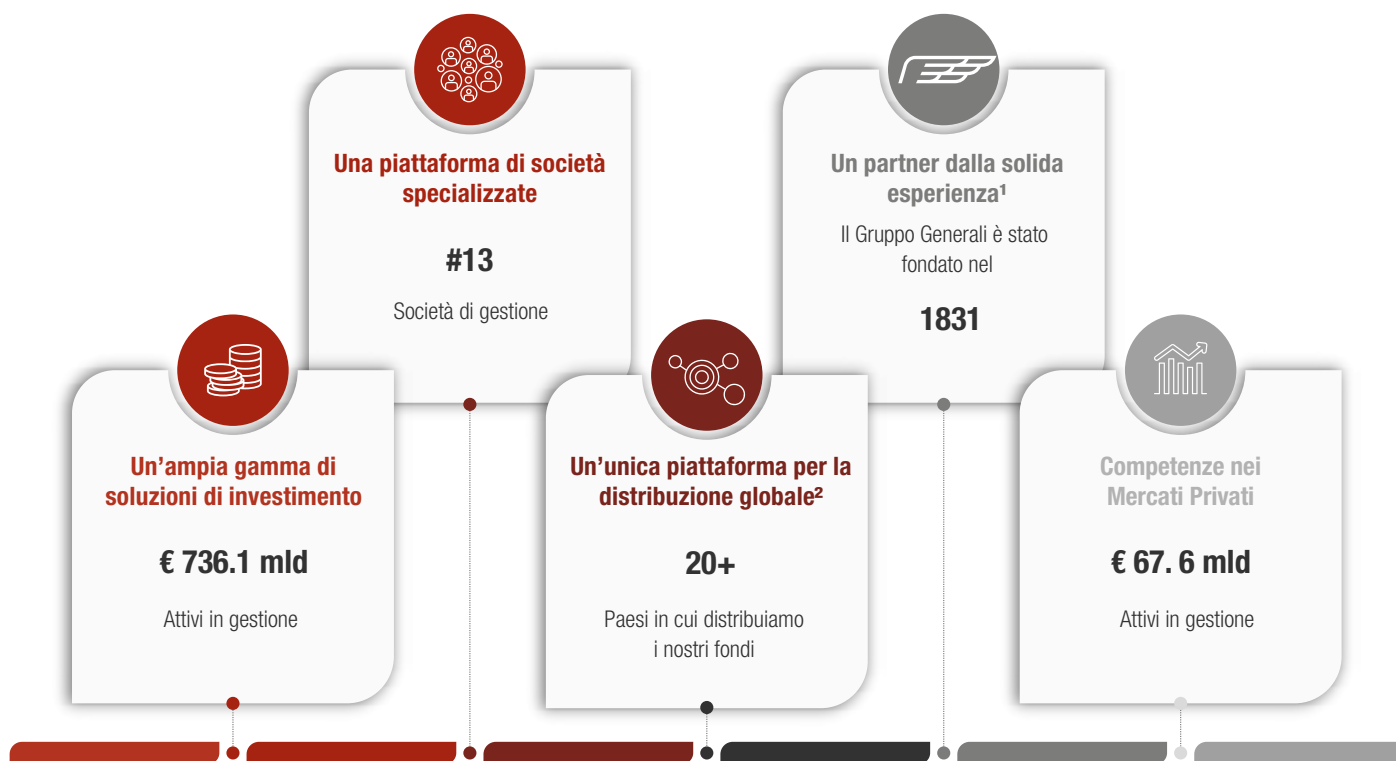 Una piattaforma di società
specializzate
#13
Società di gestione
Un partner dalla solida
esperienza¹
Il Gruppo Generali è stato
fondato nel
1831
Un’ampia gamma di
soluzioni di investimento
€ 736.1 mld
Attivi in gestione
Un’unica piattaforma per la
distribuzione globale²
20+
Paesi in cui distribuiamo
i nostri fondi
Competenze nei
Mercati Privati
€ 67. 6 mld
Attivi in gestione